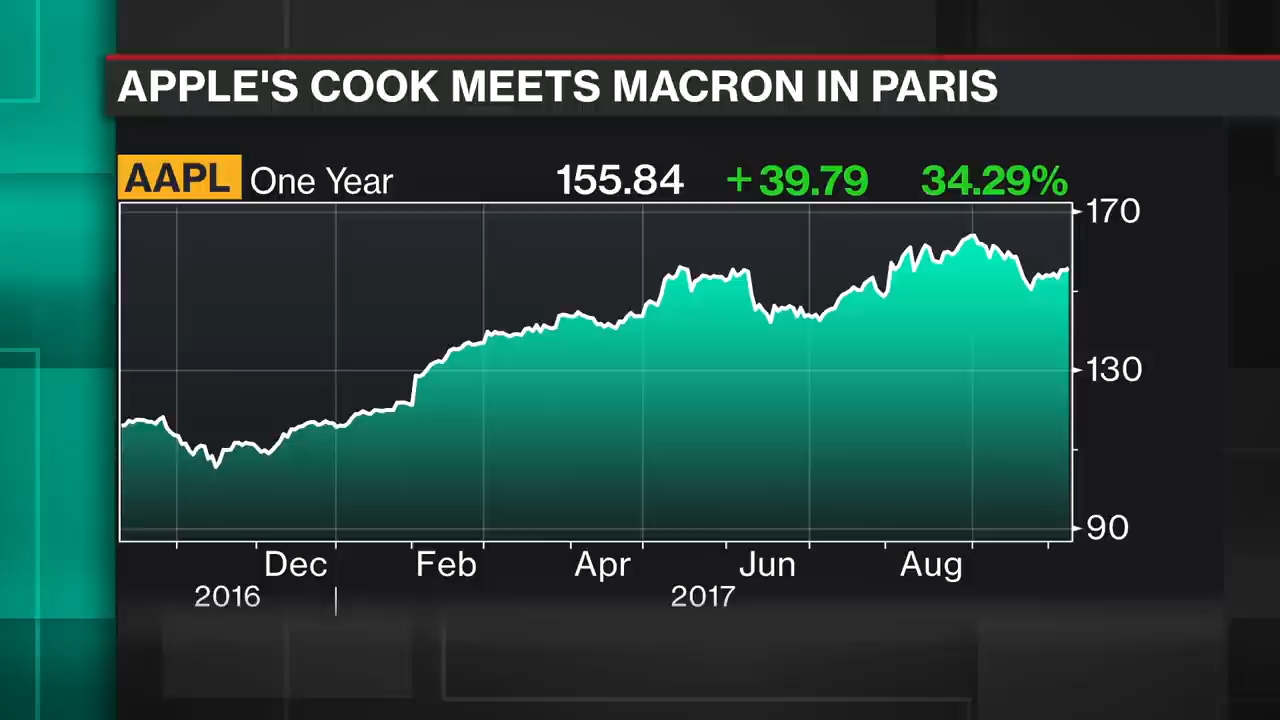 APPLE'S COOK MEETS MACRON IN PARIS
AAPL One Year 155.84 +39.79 34.29%
170
130
90
Dec Feb Apr Jun Aug
2016 2017